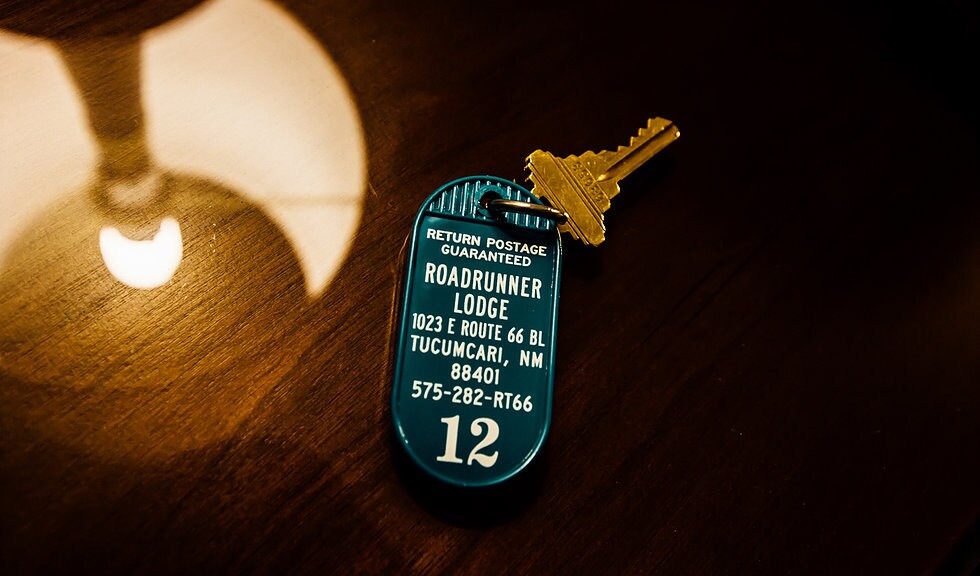 RETURN POSTAGE
GUARANTEED
ROADRUNNER
LODGE
1023 E ROUTE 66 BL
TUCUMCARI, NM
88401
575-282-RT66
12